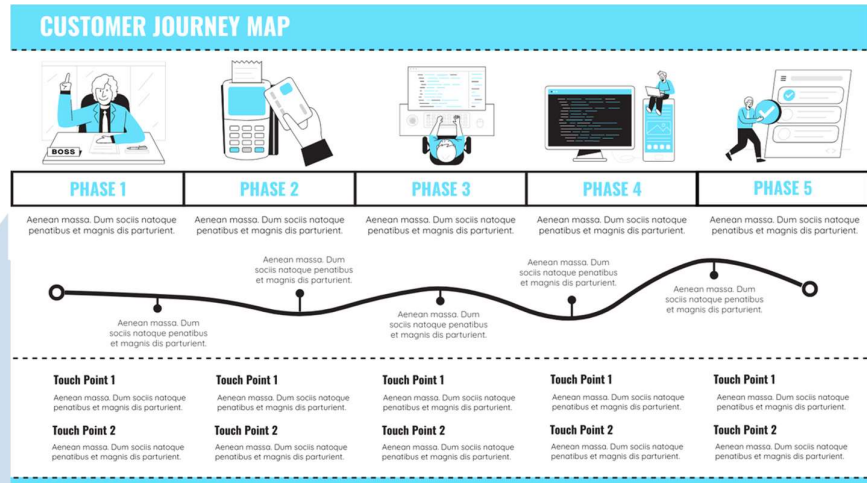 CUSTOMER JOURNEY MAP
BOSS
PHASE 1
PHASE 2
PHASE 3
PHASE 4
PHASE 5
Aenean massa. Dum sociis natoque
penatibus et magnis dis parturient.
Aenean massa. Dum sociis natoque
penatibus et magnis dis parturient.
Aenean massa. Dum sociis natoque
penatibus et magnis dis parturient.
Aenean massa. Dum sociis natoque
penatibus et magnis dis parturient.
Aenean massa. Dum sociis natoque
penatibus et magnis dis parturient.
Aenean massa. Dum
sociis natoque penatibus
et magnis dis parturient.
Aenean massa. Dum
sociis natoque penatibus
et magnis dis parturient.
Aenean massa. Dum
sociis natoque penatibus
et magnis dis parturient.
Aenean massa. Dum
sociis natoque penatibus
et magnis dis parturient.
Aenean massa. Dum
sociis natoque penatibus
et magnis dis parturient.
Touch Point 1
Aenean massa. Dum sociis natoque
penatibus et magnis dis parturient.
Touch Point 2
Aenean massa. Dum sociis natoque
penatibus et magnis dis parturient.
Touch Point 1
Aenean massa. Dum sociis natoque
penatibus et magnis dis parturient.
Touch Point 2
Aenean massa. Dum sociis natoque
penatibus et magnis dis parturient.
Touch Point 1
Aenean massa. Dum sociis natoque
penatibus et magnis dis parturient.
Touch Point 2
Aenean massa. Dum sociis natoque
penatibus et magnis dis parturient.
Touch Point 1
Aenean massa. Dum sociis natoque
penatibus et magnis dis parturient.
Touch Point 2
Aenean massa. Dum sociis natoque
penatibus et magnis dis parturient.
Touch Point 1
Aenean massa. Dum sociis natoque
penatibus et magnis dis parturient.
Touch Point 2
Aenean massa. Dum sociis natoque
penatibus et magnis dis parturient.